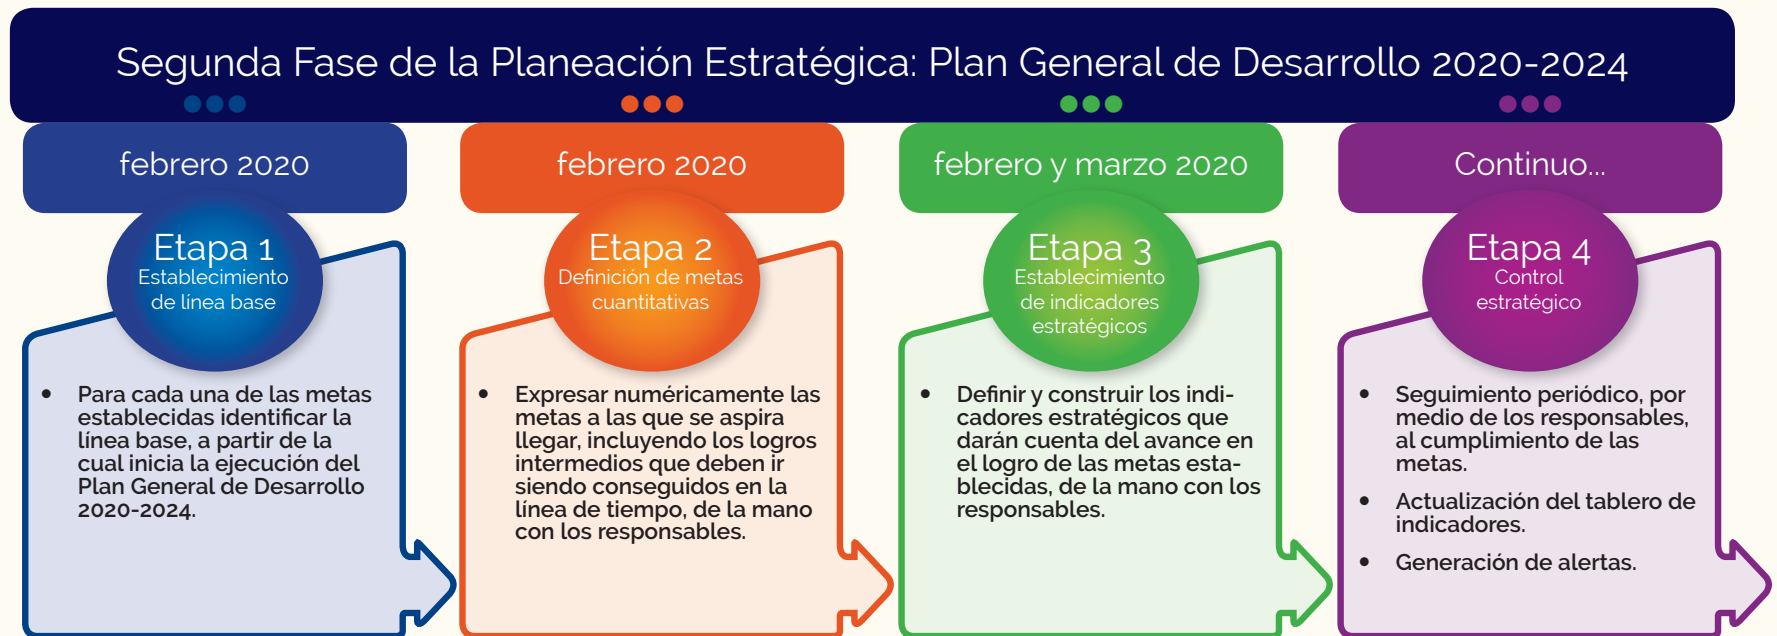 Segunda Fase de la Planeación Estratégica: Plan General de Desarrollo 2020-2024
febrero 2020
Etapa 1
Establecimiento
de línea base
• Para cada una de las metas
establecidas identificar la
línea base, a partir de la
cual inicia la ejecución del
Plan General de Desarrollo
2020-2024.
febrero 2020
Etapa 2
Definición de metas
cuantitativas
• Expresar numéricamente las
metas a las que se aspira
llegar, incluyendo los logros
intermedios que deben ir
siendo conseguidos en la
línea de tiempo, de la mano
con los responsables.
febrero y marzo 2020
Etapa 3
Establecimiento
de indicadores
estratégicos
• Definir y construir los indi-
cadores estratégicos que
darán cuenta del avance en
el logro de las metas esta-
blecidas, de la mano con los
responsables.
Continuo...
Etapa 4
Control
estratégico
• Seguimiento periódico, por
medio de los responsables,
al cumplimiento de las
metas.
• Actualización del tablero de
indicadores.
• Generación de alertas.